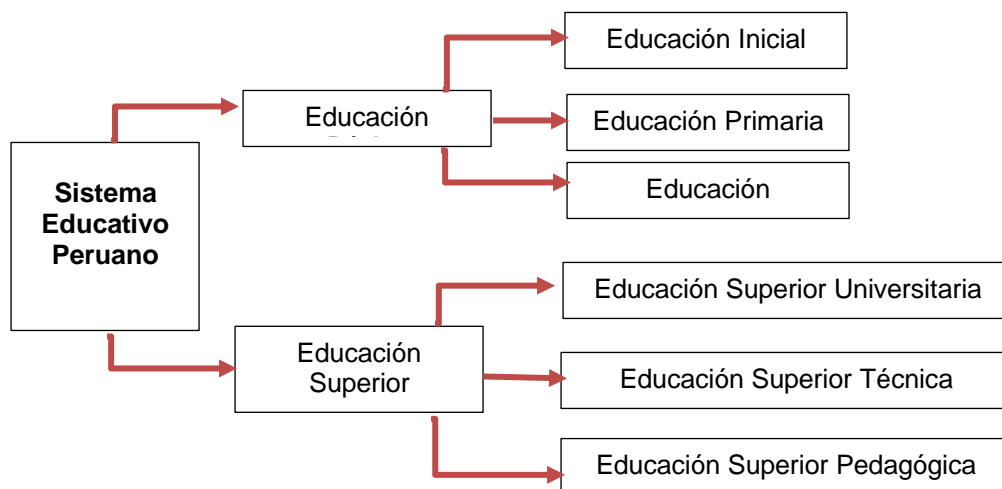 Educación Inicial
Educación
Educación Primaria
Sistema
Educativo
Peruano
Educación
Educación Superior Universitaria
Educación
Superior
Educación Superior Técnica
Educación Superior Pedagógica